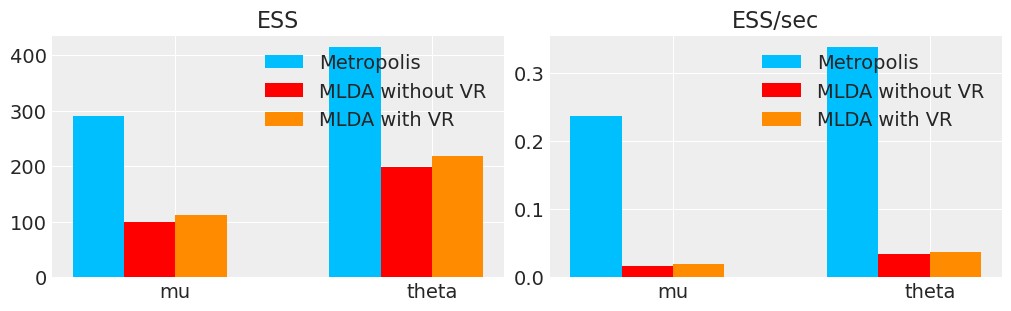 ESS
400
300
200
100
0
Metropolis
MLDA without VR
MLDA with VR
mu
theta
ESS/sec
0.3
0.2
0.1
0.0
Metropolis
MLDA without VR
MLDA with VR
mu
theta